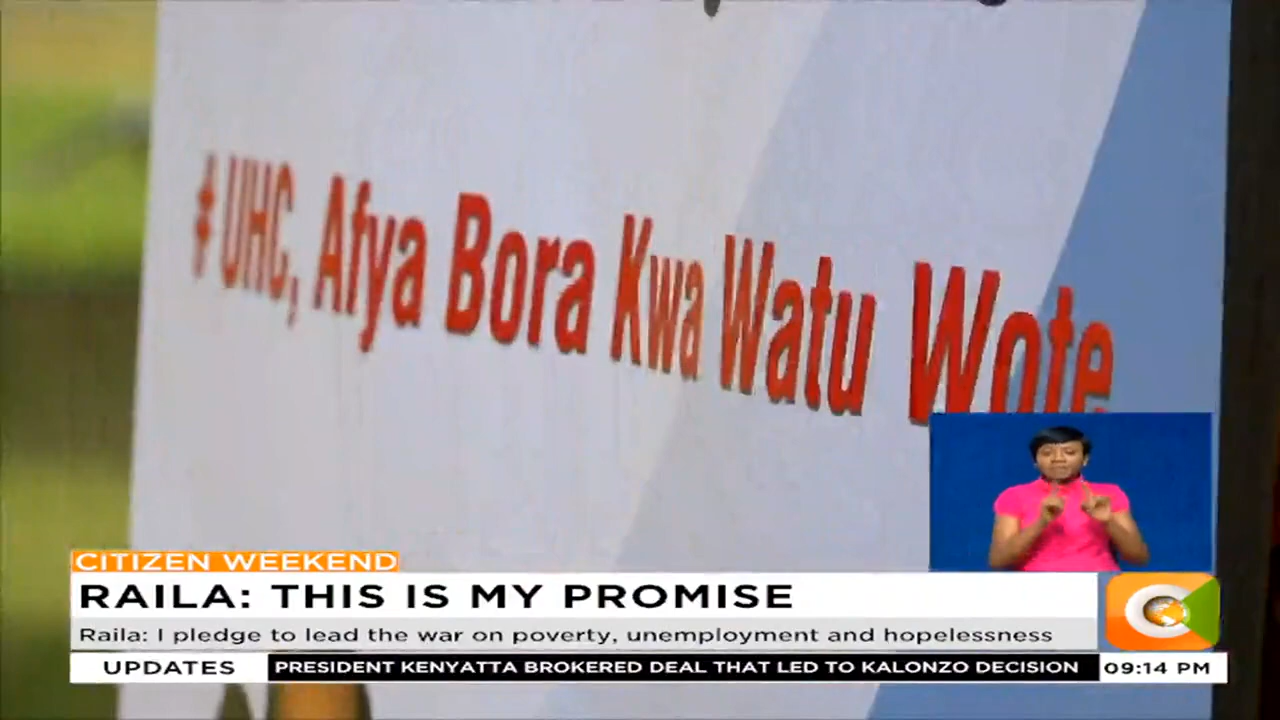 #UHC, Afya Bora Kwa Watu Wote
CITIZEN WEEKEND
RAILA: THIS IS MY PROMISE
Raila: I pledge to lead the war on poverty, unemployment and hopelessness
UPDATES
PRESIDENT KENYATTA BROKERED DEAL THAT LED TO KALONZO DECISION
09:14 PM